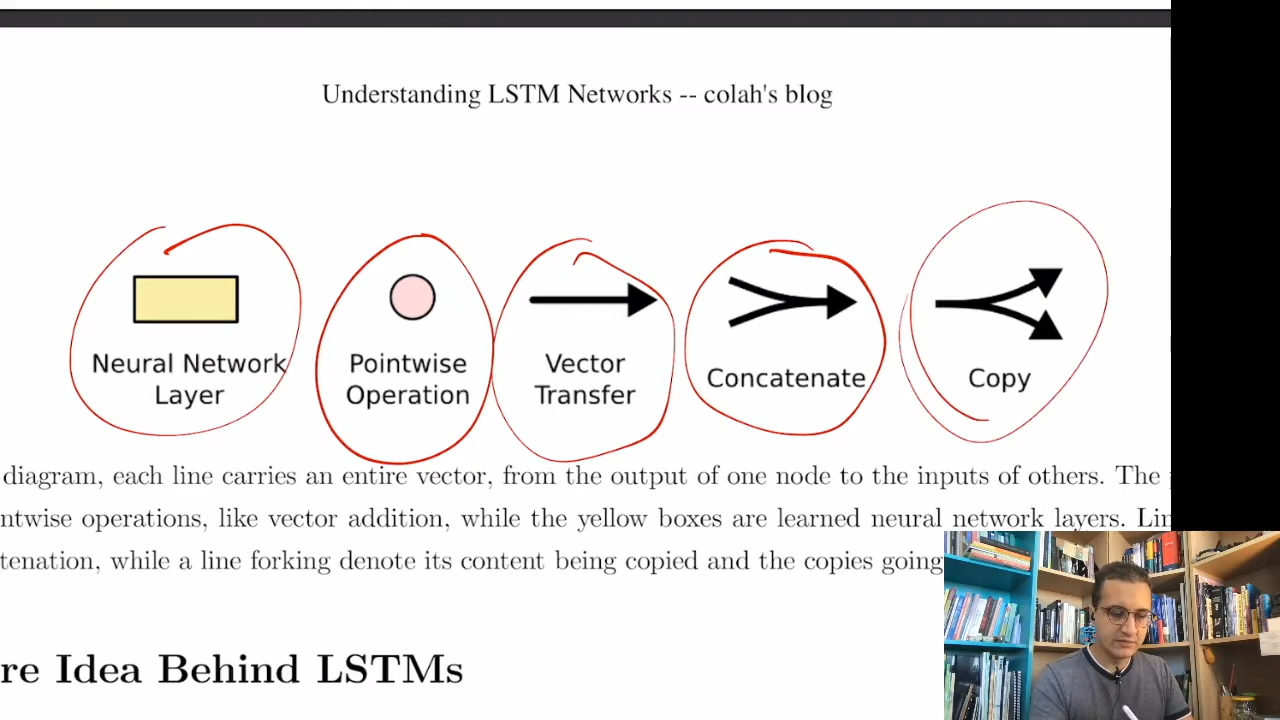 Understanding LSTM Networks -- colah's blog
Neural Network Layer
Pointwise Operation
Vector Transfer
Concatenate
Copy
diagram, each line carries an entire vector, from the output of one node to the inputs of others. The
ntwise operations, like vector addition, while the yellow boxes are learned neural network layers. Lin
tenation, while a line forking denote its content being copied and the copies going
re Idea Behind LSTMs